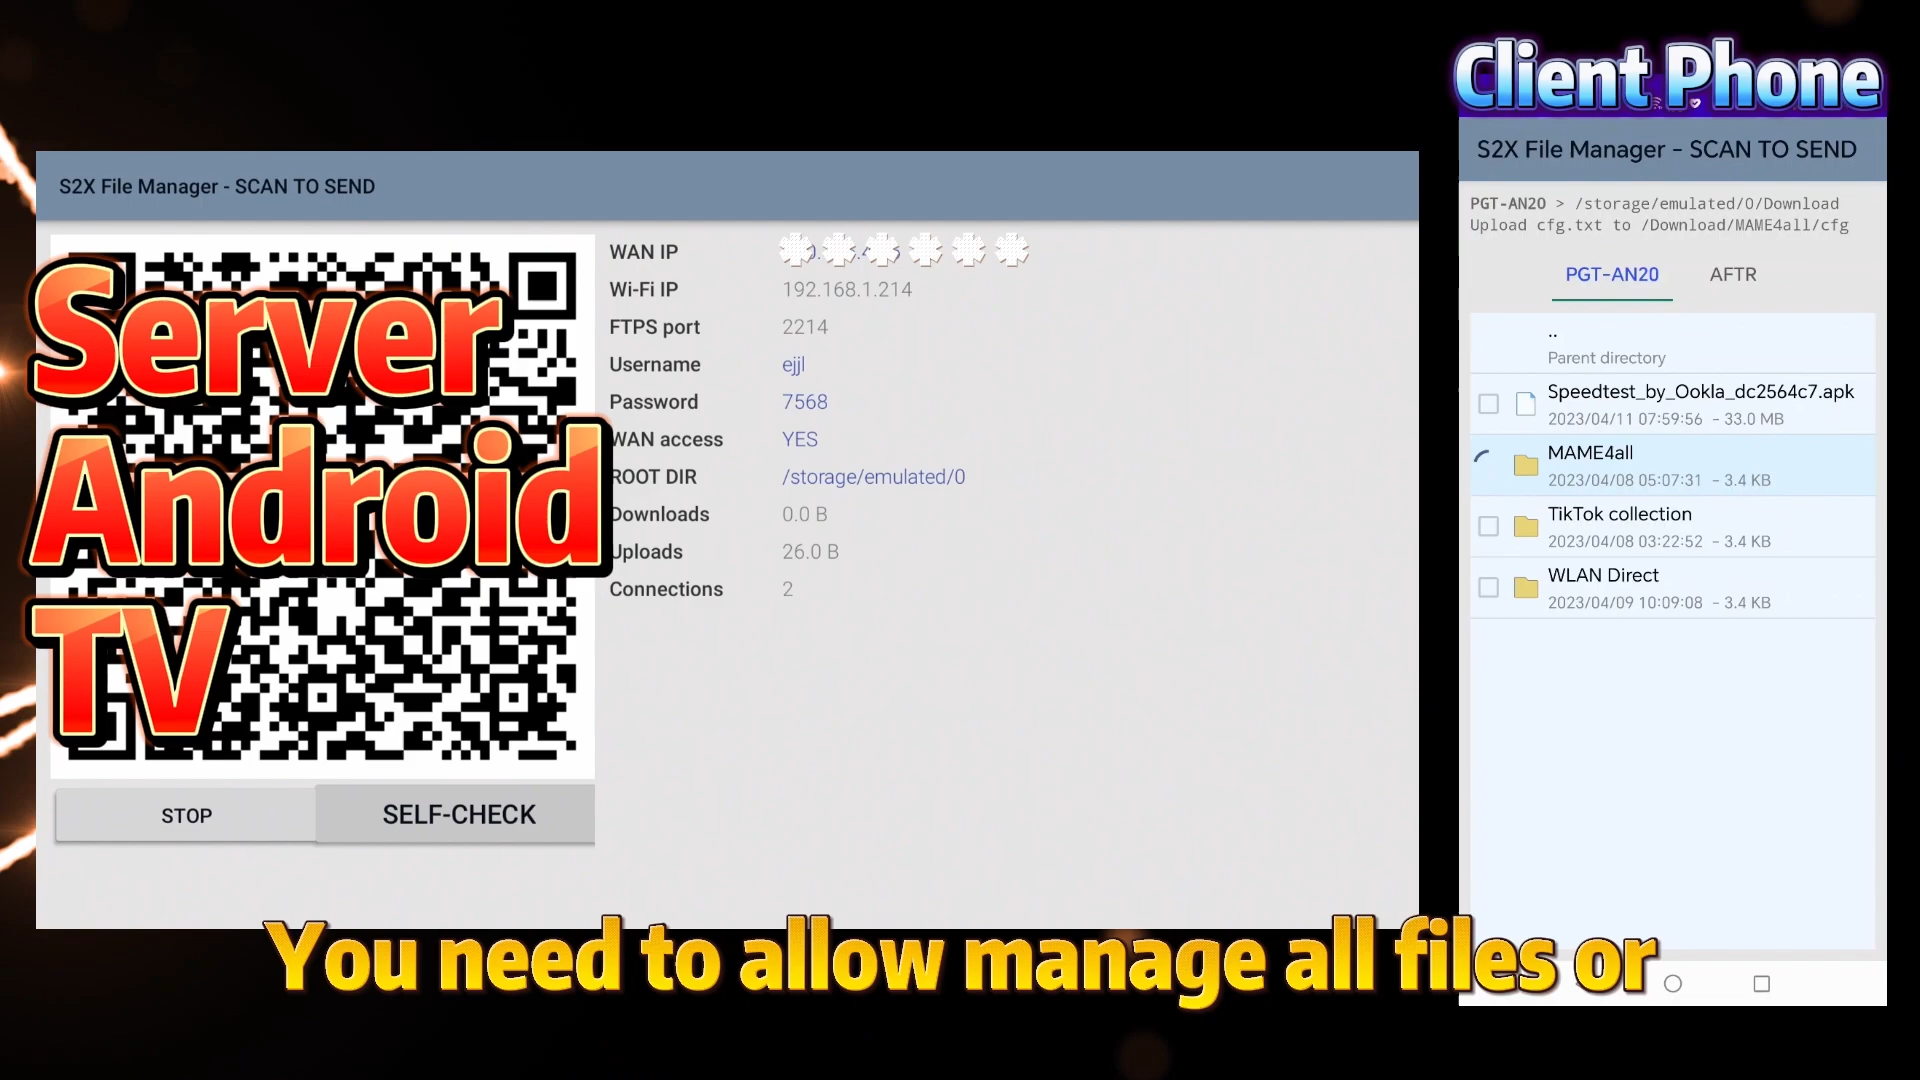 Client Phone
S2X File Manager - SCAN TO SEND
Server
Android
TV
WAN IP
Wi-Fi IP 192.168.1.214
FTPS port 2214
Username ejjl
Password 7568
WAN access YES
ROOT DIR /storage/emulated/0
Downloads 0.0 B
Uploads 26.0 B
Connections 2
STOP SELF-CHECK
S2X File Manager - SCAN TO SEND
PGT-AN20 > /storage/emulated/0/Download
Upload cfg.txt to /Download/MAME4all/cfg
PGT-AN20 AFTR
..
Parent directory
Speedtest_by_Ookla_dc2564c7.apk
2023/04/11 07:59:56 - 33.0 MB
MAME4all
2023/04/08 05:07:31 - 3.4 KB
TikTok collection
2023/04/08 03:22:52 - 3.4 KB
WLAN Direct
2023/04/09 10:09:08 - 3.4 KB
You need to allow manage all files or